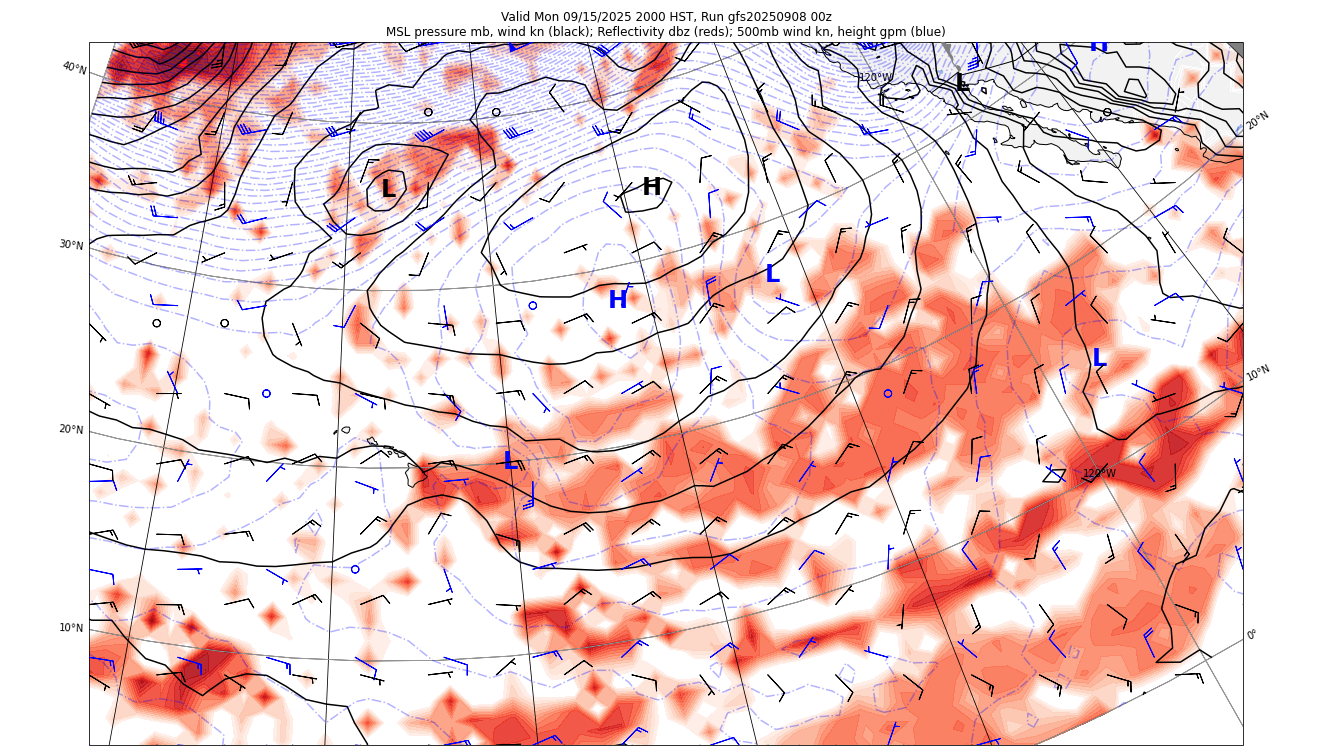 Valid Mon 09/15/2025 2000 HST, Run gfs20250908 00z
MSL pressure mb, wind kn (black); Reflectivity dbz (reds); 500mb wind kn, height gpm (blue)
H
40°N
120°W
L
20°N
L
H
30°N
L
H
L
10°N
20°N
L
120°W
10°N
0°